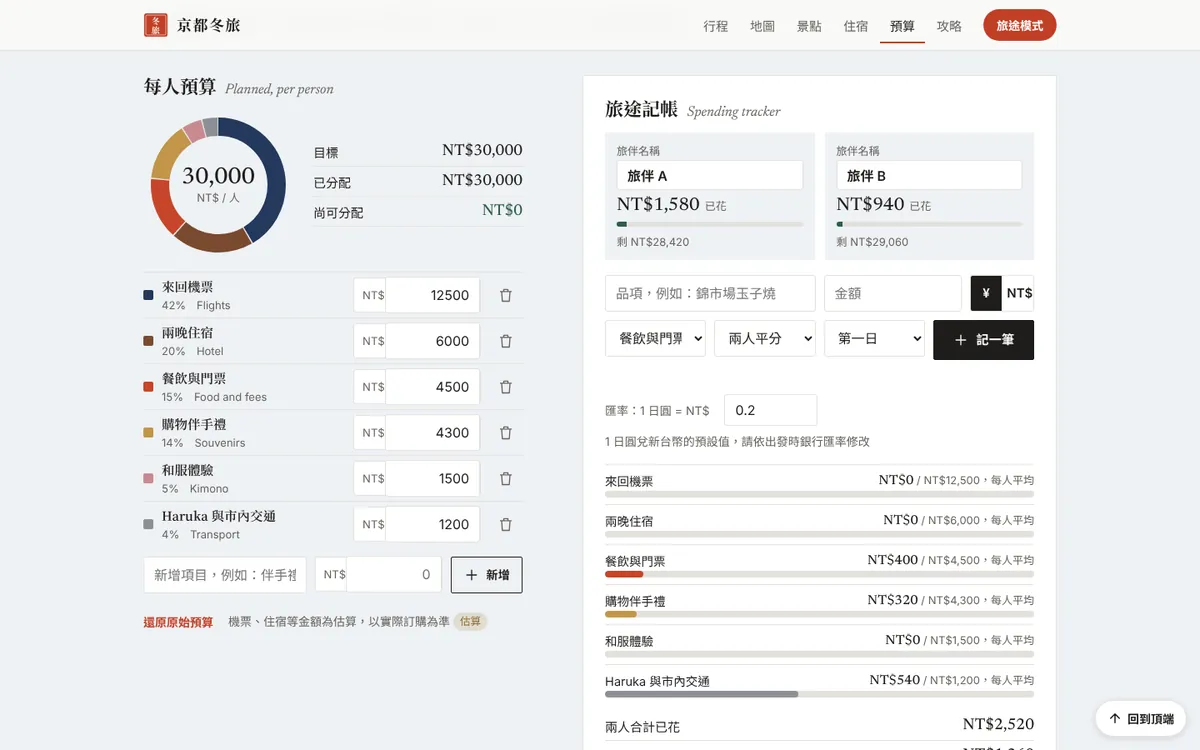 冬旅 京都冬旅 行程 地圖 景點 住宿 預算 攻略 旅途模式
每人預算 Planned, per person
30,000
NT$ / 人
目標 NT$30,000
已分配 NT$30,000
尚可分配 NT$0
來回機票
42% Flights
NT$ 12500
兩晚住宿
20% Hotel
NT$ 6000
餐飲與門票
15% Food and fees
NT$ 4500
購物伴手禮
14% Souvenirs
NT$ 4300
和服體驗
5% Kimono
NT$ 1500
Haruka 與市內交通
4% Transport
NT$ 1200
新增項目，例如：伴手禮 NT$ 0 ＋ 新增
還原原始預算 機票、住宿等金額為估算，以實際訂購為準 估算
旅途記帳 Spending tracker
旅伴名稱
旅伴 A
NT$1,580 已花
剩 NT$28,420
旅伴名稱
旅伴 B
NT$940 已花
剩 NT$29,060
品項，例如：錦市場玉子燒 金額 ¥ NT$
餐飲與門票 兩人平分 第一日 ＋ 記一筆
匯率：1 日圓 = NT$ 0.2
1 日圓兌新台幣的預設值，請依出發時銀行匯率修改
來回機票 NT$0 / NT$12,500，每人平均
兩晚住宿 NT$0 / NT$6,000，每人平均
餐飲與門票 NT$400 / NT$4,500，每人平均
購物伴手禮 NT$320 / NT$4,300，每人平均
和服體驗 NT$0 / NT$1,500，每人平均
Haruka 與市內交通 NT$540 / NT$1,200，每人平均
兩人合計已花 NT$2,520
↑ 回到頂端